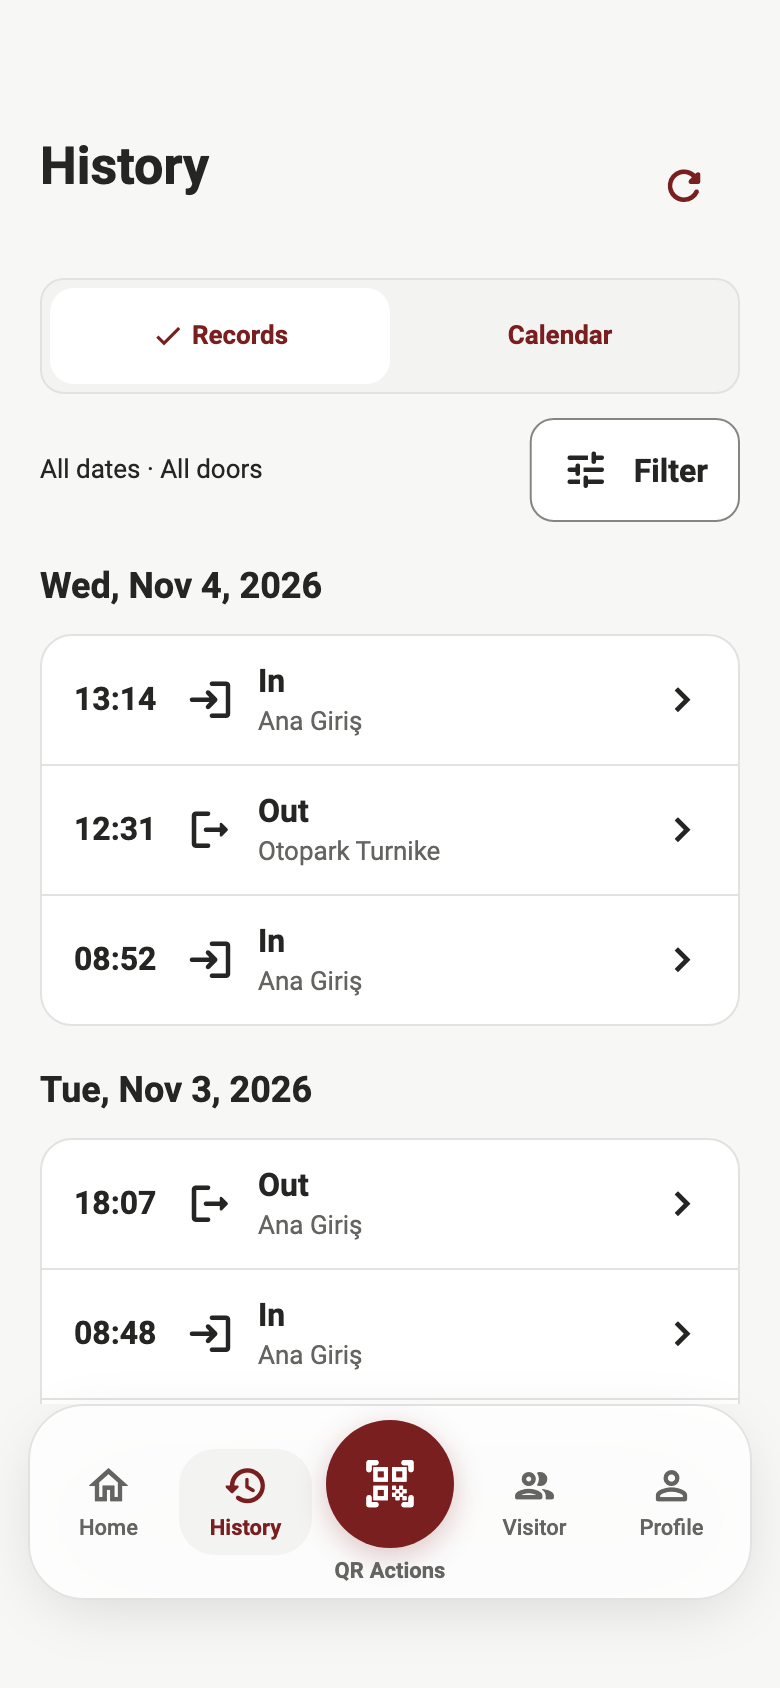 History
Records
Calendar
All dates · All doors
Filter
Wed, Nov 4, 2026
13:14
In
Ana Giriş
12:31
Out
Otopark Turnike
08:52
In
Ana Giriş
Tue, Nov 3, 2026
18:07
Out
Ana Giriş
08:48
In
Ana Giriş
Home
History
QR Actions
Visitor
Profile